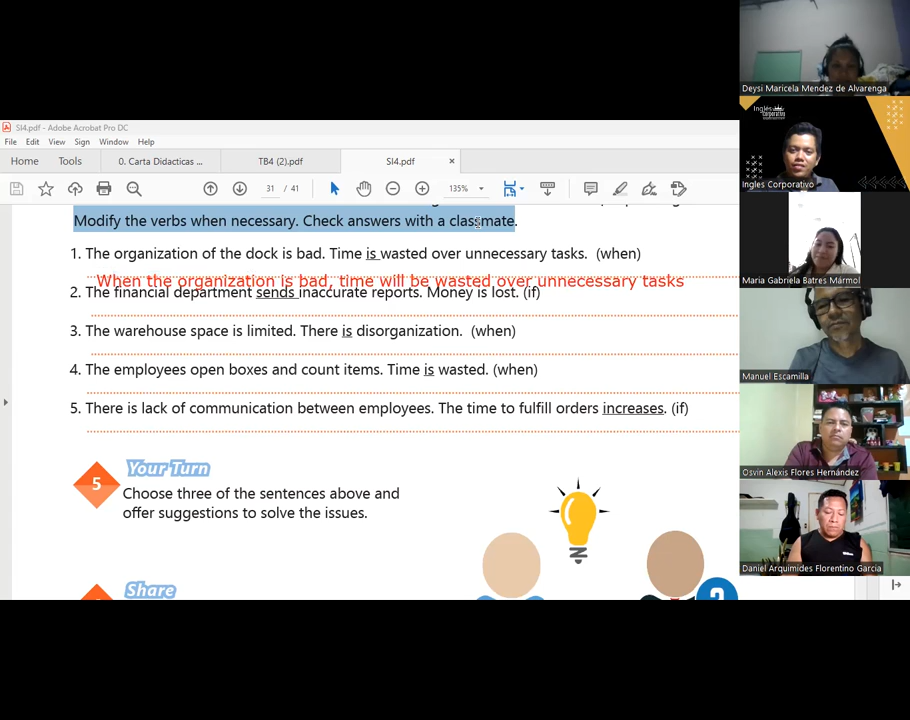 Deysi Maricela Mendez de Alvarenga
SI4.pdf - Adobe Acrobat Pro DC
File Edit View Sign Window Help
Home Tools 0. Carta Didacticas ... TB4 (2).pdf SI4.pdf ×
31 / 41 135%
Modify the verbs when necessary. Check answers with a classmate.
1. The organization of the dock is bad. Time is wasted over unnecessary tasks. (when)
When the organization is bad, time will be wasted over unnecessary tasks
2. The financial department sends inaccurate reports. Money is lost. (if)
3. The warehouse space is limited. There is disorganization. (when)
4. The employees open boxes and count items. Time is wasted. (when)
5. There is lack of communication between employees. The time to fulfill orders increases. (if)
5 Your Turn
Choose three of the sentences above and
offer suggestions to solve the issues.
Share
Inglés
Corporativo
Ingles Corporativo
Maria Gabriela Batres Mármol
Manuel Escamilla
Osvin Alexis Flores Hernández
Daniel Arquimides Florentino Garcia